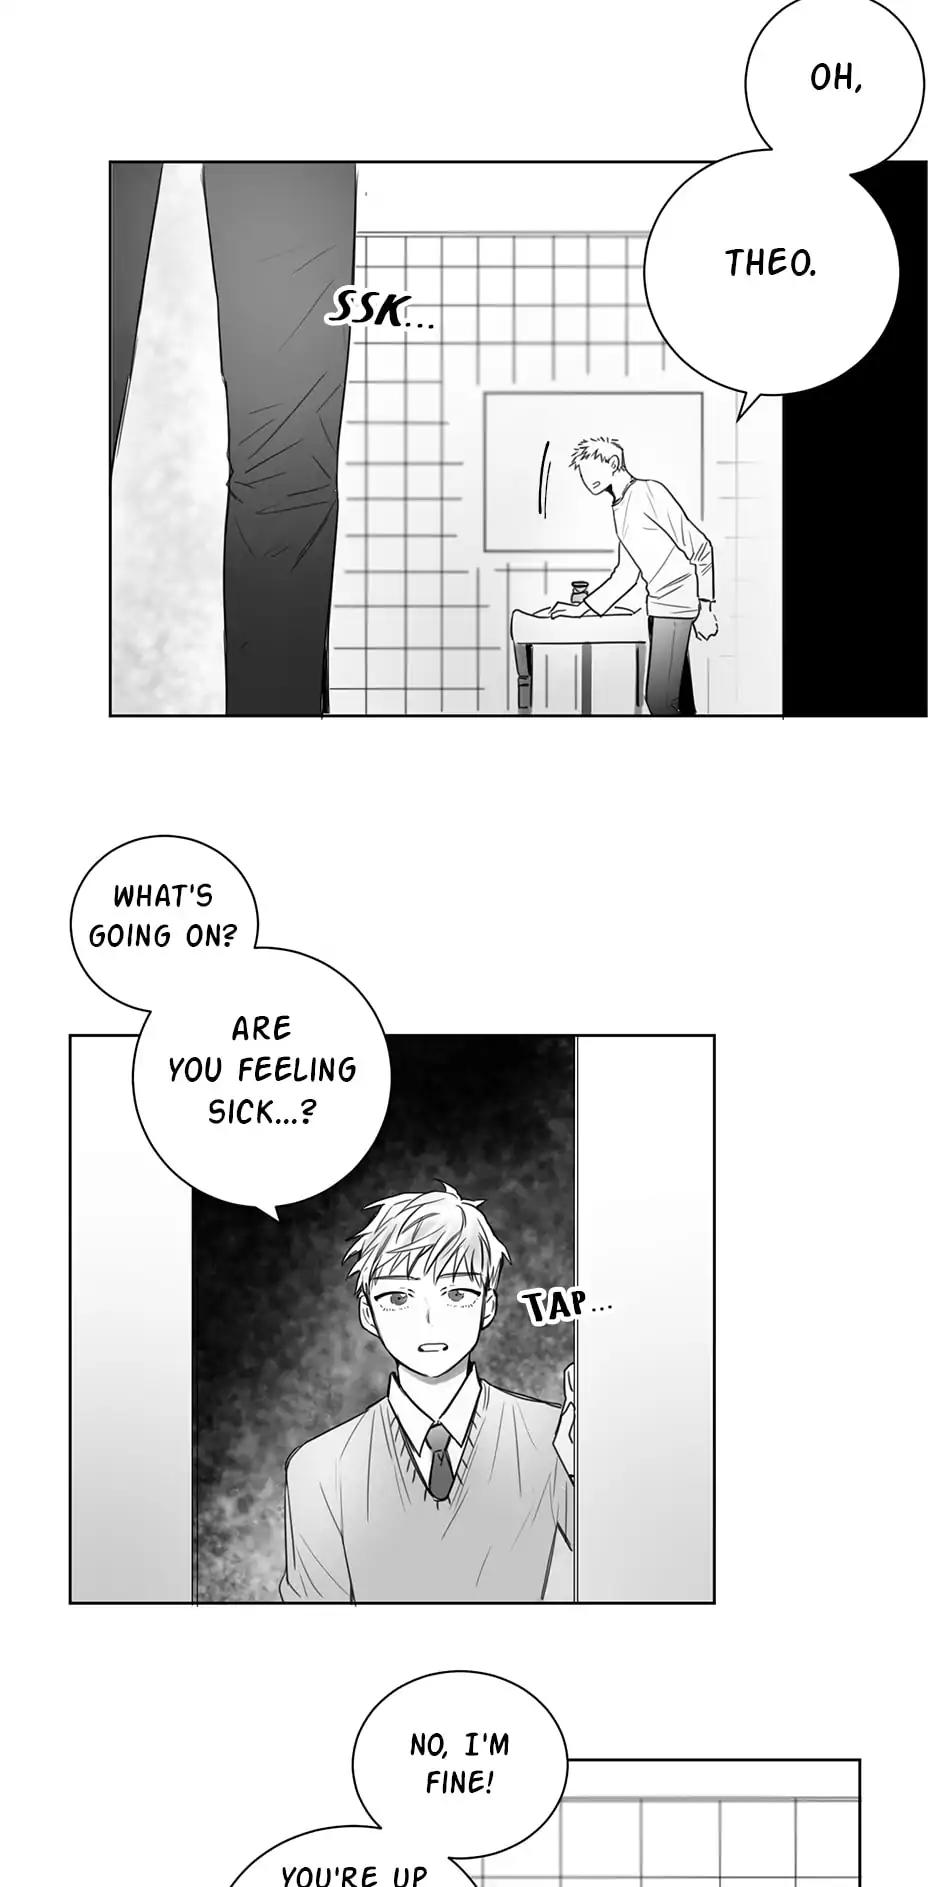 OH,
THEO.
SSK...
WHAT'S
GOING ON?
ARE
YOU FEELING
SICK...?
TAP...
NO, I'M
FINE!
YOU'RE UP